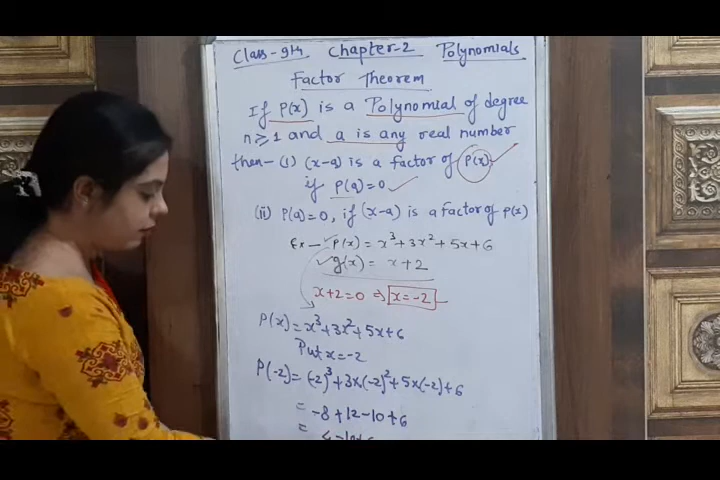 Class-9th Chapter-2 Polynomials
Factor Theorem
If P(x) is a Polynomial of degree
n ≥ 1 and a is any real number
then- (i) (x-a) is a factor of P(x)
if P(a)=0
(ii) P(a)=0, if (x-a) is a factor of P(x)
Ex - P(x) = x³+3x²+5x+6
g(x) = x+2
x+2=0 ⇒ x=-2
P(x)=x³+3x²+5x+6
Put x=-2
P(-2)=(-2)³+3x(-2)²+5x(-2)+6
= -8+12-10+6
=